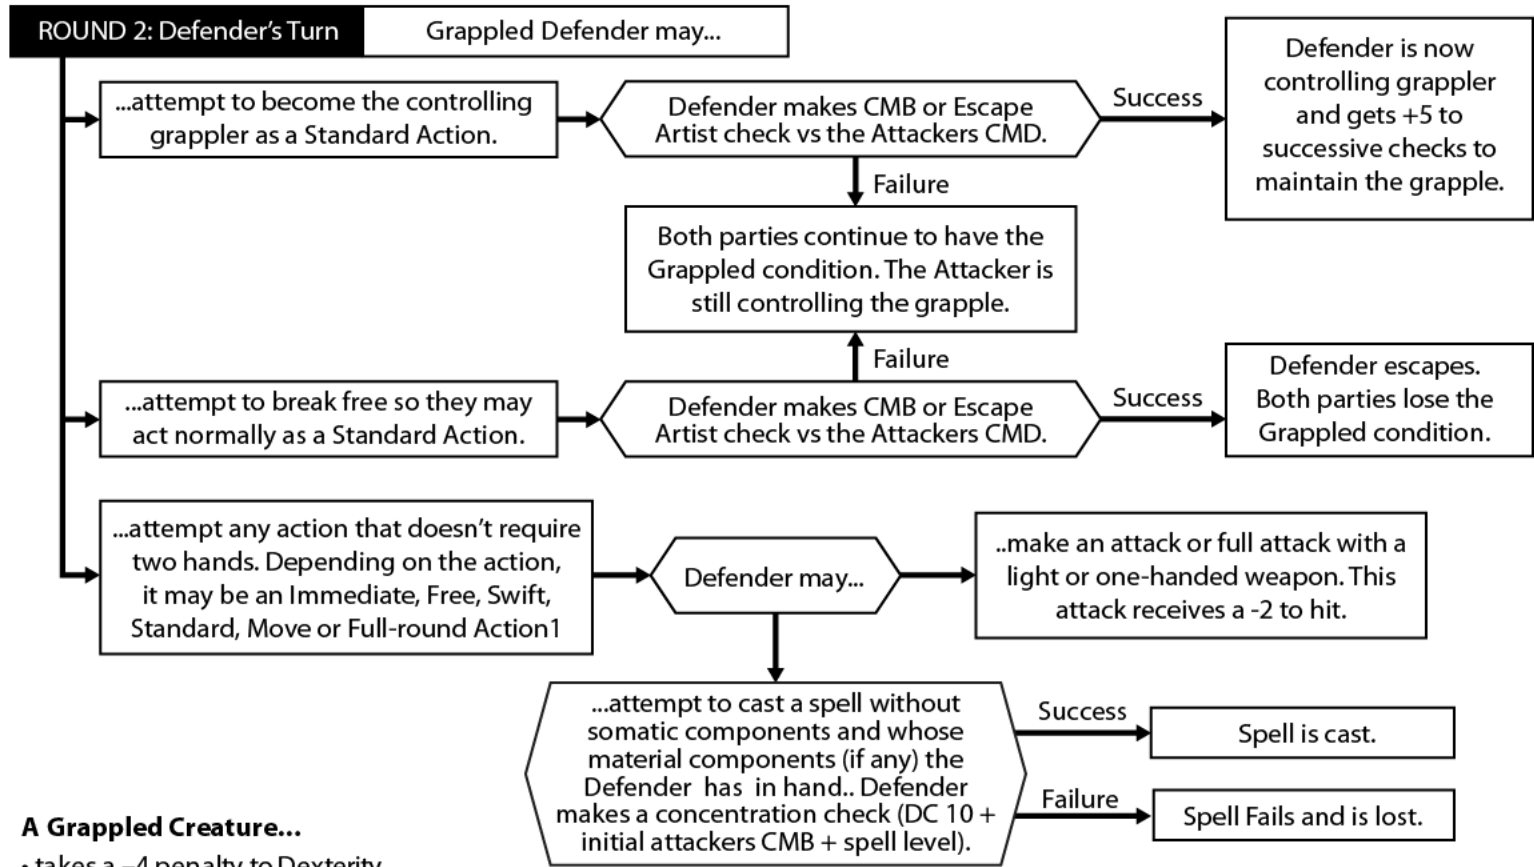 ROUND 2: Defender's Turn
Grappled Defender may...
...attempt to become the controlling
grappler as a Standard Action.
Defender makes CMB or Escape
Artist check vs the Attackers CMD.
Success
Defender is now
controlling grappler
and gets +5 to
successive checks to
maintain the grapple.
Failure
Both parties continue to have the
Grappled condition. The Attacker is
still controlling the grapple.
Failure
...attempt to break free so they may
act normally as a Standard Action.
Defender makes CMB or Escape
Artist check vs the Attackers CMD.
Success
Defender escapes.
Both parties lose the
Grappled condition.
...attempt any action that doesn't require
two hands. Depending on the action,
it may be an Immediate, Free, Swift,
Standard, Move or Full-round Action1
Defender may...
..make an attack or full attack with a
light or one-handed weapon. This
attack receives a -2 to hit.
...attempt to cast a spell without
somatic components and whose
material components (if any) the
Defender has in hand.. Defender
makes a concentration check (DC 10 +
initial attackers CMB + spell level).
Success
Spell is cast.
Failure
Spell Fails and is lost.
A Grappled Creature...
• takes a –4 penalty to Dexterity